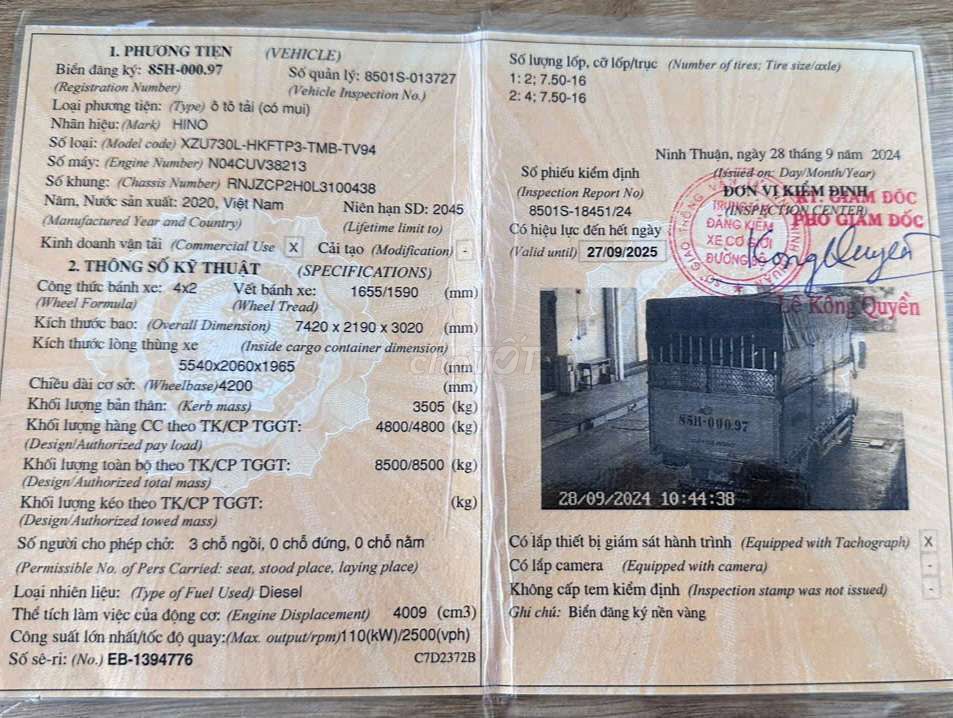 1. PHƯƠNG TIỆN (VEHICLE)
Biển đăng ký: 85H-000.97 Số quản lý: 8501S-013727
(Registration Number) (Vehicle Inspection No.)
Loại phương tiện: (Type) ô tô tải (có mui)
Nhãn hiệu: (Mark) HINO
Số loại: (Model code) XZU730L-HKFTP3-TMB-TV94
Số máy: (Engine Number) N04CUV38213
Số khung: (Chassis Number) RNJZCP2H0L3100438
Năm, Nước sản xuất: 2020, Việt Nam Niên hạn SD: 2045
(Manufactured Year and Country) (Lifetime limit to)
Kinh doanh vận tải (Commercial Use X Cải tạo (Modification) -
2. THÔNG SỐ KỸ THUẬT (SPECIFICATIONS)
Công thức bánh xe: 4x2 Vết bánh xe: 1655/1590 (mm)
(Wheel Formula) (Wheel Tread)
Kích thước bao: (Overall Dimension) 7420 x 2190 x 3020 (mm)
Kích thước lòng thùng xe (Inside cargo container dimension)
5540x2060x1965 (mm
Chiều dài cơ sở: (Wheelbase) 4200 (mm)
Khối lượng bản thân: (Kerb mass) 3505 (kg)
Khối lượng hàng CC theo TK/CP TGGT: 4800/4800 (kg)
(Design/Authorized pay load)
Khối lượng toàn bộ theo TK/CP TGGT: 8500/8500 (kg)
(Design/Authorized total mass)
Khối lượng kéo theo TK/CP TGGT: (kg)
(Design/Authorized towed mass)
Số người cho phép chở: 3 chỗ ngồi, 0 chỗ đứng, 0 chỗ nằm
(Permissible No. of Pers Carried: seat, stood place, laying place)
Loại nhiên liệu: (Type of Fuel Used) Diesel
Thể tích làm việc của động cơ: (Engine Displacement) 4009 (cm3)
Công suất lớn nhất/tốc độ quay:(Max. output/rpm)110(kW)/2500(vph)
Số sê-ri: (No.) EB-1394776 C7D2372B
Số lượng lốp, cỡ lốp/trục (Number of tires; Tire size/axle)
1: 2; 7.50-16
2: 4; 7.50-16
Ninh Thuận, ngày 28 tháng 9 năm 2024
Số phiếu kiểm định (Issued on: Day/Month/Year)
(Inspection Report No) ĐƠN VỊ KIỂM ĐỊNH
8501S-18451/24 (INSPECTION CENTER)
Có hiệu lực đến hết ngày
(Valid until) 27/09/2025
KT. GIÁM ĐỐC
PHÓ GIÁM ĐỐC
TRUNG TÂM
ĐĂNG KIỂM
XE CƠ GIỚI
ĐƯỜNG BỘ
Lê Kông Quyền
chợTỐT
85H-000.97
28/09/2024 10:44:38
Có lắp thiết bị giám sát hành trình (Equipped with Tachograph) X
Có lắp camera (Equipped with camera) -
Không cấp tem kiểm định (Inspection stamp was not issued) -
Ghi chú: Biển đăng ký nền vàng